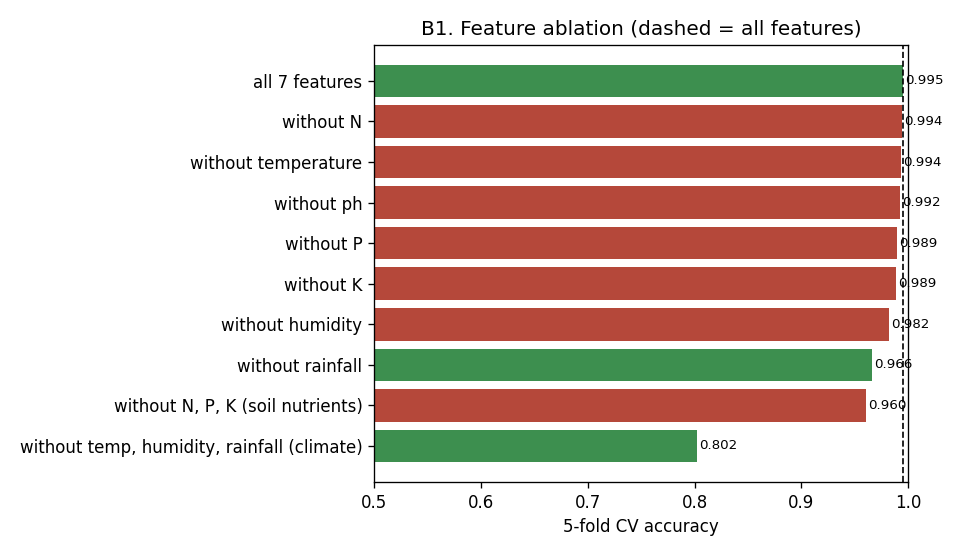 B1. Feature ablation (dashed = all features)
all 7 features 0.995
without N 0.994
without temperature 0.994
without ph 0.992
without P 0.989
without K 0.989
without humidity 0.982
without rainfall 0.966
without N, P, K (soil nutrients) 0.960
without temp, humidity, rainfall (climate) 0.802
0.5 0.6 0.7 0.8 0.9 1.0
5-fold CV accuracy